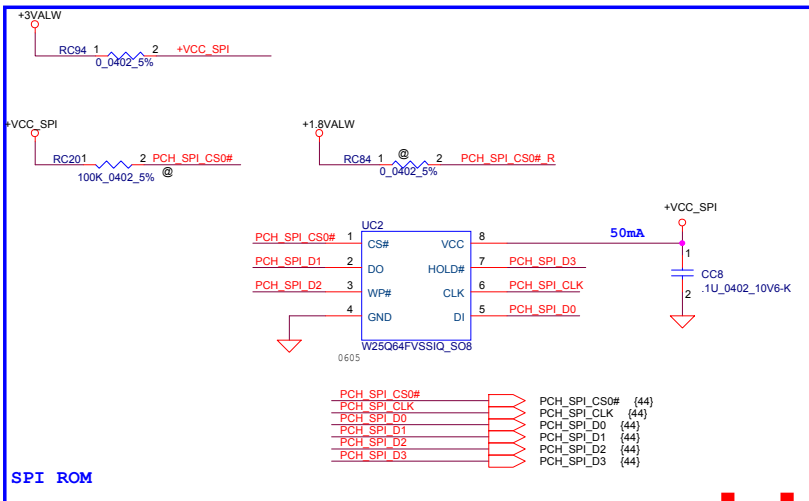 +3VALW
RC94 1 2 +VCC_SPI
0_0402_5%
+VCC_SPI
RC201 2 PCH_SPI_CS0#
100K_0402_5% @
+1.8VALW
RC84 1 @ 2 PCH_SPI_CS0#_R
0_0402_5%
+VCC_SPI
UC2
50mA
PCH_SPI_CS0# 1 CS# VCC 8
PCH_SPI_D1 2 DO HOLD# 7 PCH_SPI_D3
PCH_SPI_D2 3 WP# CLK 6 PCH_SPI_CLK
4 GND DI 5 PCH_SPI_D0
W25Q64FVSSIQ_SO8
0605
1
CC8
.1U_0402_10V6-K
2
PCH_SPI_CS0# PCH_SPI_CS0# {44}
PCH_SPI_CLK PCH_SPI_CLK {44}
PCH_SPI_D0 PCH_SPI_D0 {44}
PCH_SPI_D1 PCH_SPI_D1 {44}
PCH_SPI_D2 PCH_SPI_D2 {44}
PCH_SPI_D3 PCH_SPI_D3 {44}
SPI ROM